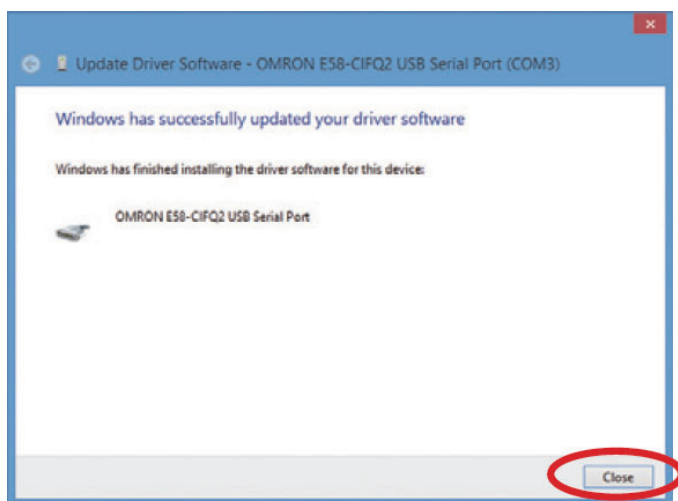 Update Driver Software - OMRON E58-CIFQ2 USB Serial Port (COM3)
Windows has successfully updated your driver software
Windows has finished installing the driver software for this device:
OMRON E58-CIFQ2 USB Serial Port
Close